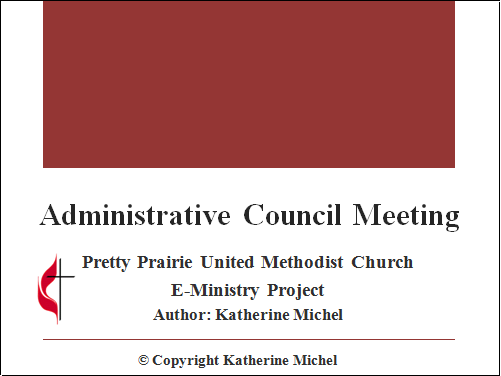 Administrative Council Meeting
Pretty Prairie United Methodist Church
E-Ministry Project
Author: Katherine Michel
© Copyright Katherine Michel